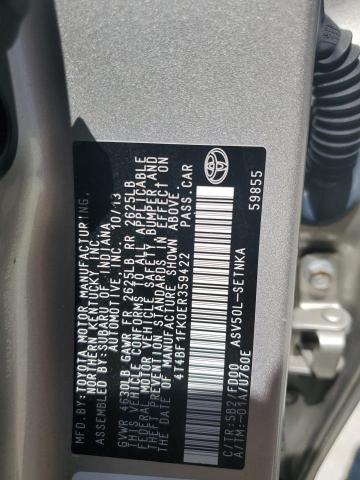 MFD. BY:TOYOTA MOTOR MANUFACTURING,
NORTHERN KENTUCKY, INC.
ASSEMBLED BY: SUBARU OF INDIANA
AUTOMOTIVE, INC. 10/13
GVWR 4630LB GAWR FR 2625LB RR 2625LB
THIS VEHICLE CONFORMS TO ALL APPLICABLE
FEDERAL MOTOR VEHICLE SAFETY, BUMPER, AND
THEFT PREVENTION STANDARDS IN EFFECT ON
THE DATE OF MANUFACTURE SHOWN ABOVE.
4T4BF1FK0ER359422 PASS.CAR
C/TR:5B2/FD00 ASV50L-SETNKA
A/TM:-01A/U760E
59855
TOYOTA